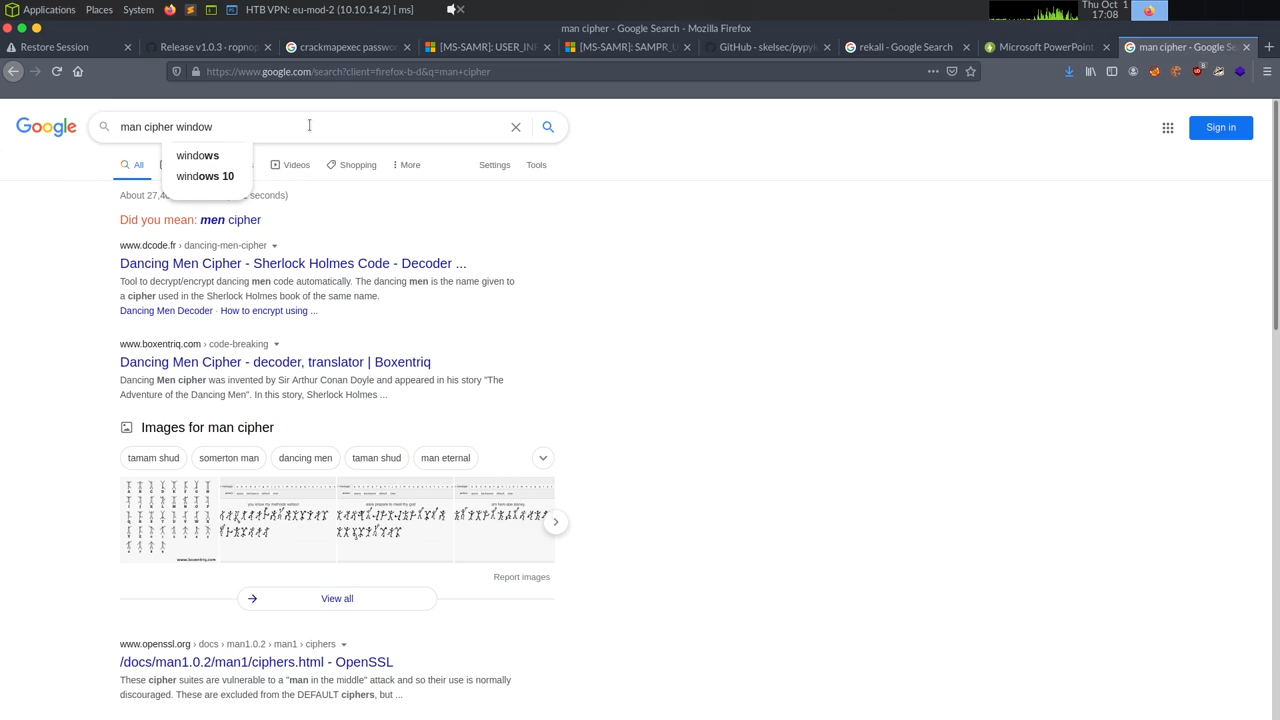 Applications Places System HTB VPN: eu-mod-2 (10.10.14.2) [ms] Thu Oct 1
17:08
man cipher - Google Search - Mozilla Firefox
Restore Session
Release v1.0.3 · ropnop
crackmapexec passwor
[MS-SAMR]: USER_IN
[MS-SAMR]: SAMPR_U
GitHub - skelsec/pypyk
rekall - Google Search
Microsoft PowerPoint
man cipher - Google Se
https://www.google.com/search?client=firefox-b-d&q=man+cipher
Google
man cipher window
Sign in
windows
windows 10
All
Videos
Shopping
More
Settings
Tools
About 27,4
seconds)
Did you mean: men cipher
www.dcode.fr › dancing-men-cipher
Dancing Men Cipher - Sherlock Holmes Code - Decoder ...
Tool to decrypt/encrypt dancing men code automatically. The dancing men is the name given to
a cipher used in the Sherlock Holmes book of the same name.
Dancing Men Decoder · How to encrypt using ...
www.boxentriq.com › code-breaking
Dancing Men Cipher - decoder, translator | Boxentriq
Dancing Men cipher was invented by Sir Arthur Conan Doyle and appeared in his story "The
Adventure of the Dancing Men". In this story, Sherlock Holmes ...
Images for man cipher
tamam shud
somerton man
dancing men
taman shud
man eternal
www.boxentriq.com
Report images
View all
www.openssl.org › docs › man1.0.2 › man1 › ciphers
/docs/man1.0.2/man1/ciphers.html - OpenSSL
These cipher suites are vulnerable to a "man in the middle" attack and so their use is normally
discouraged. These are excluded from the DEFAULT ciphers, but ...